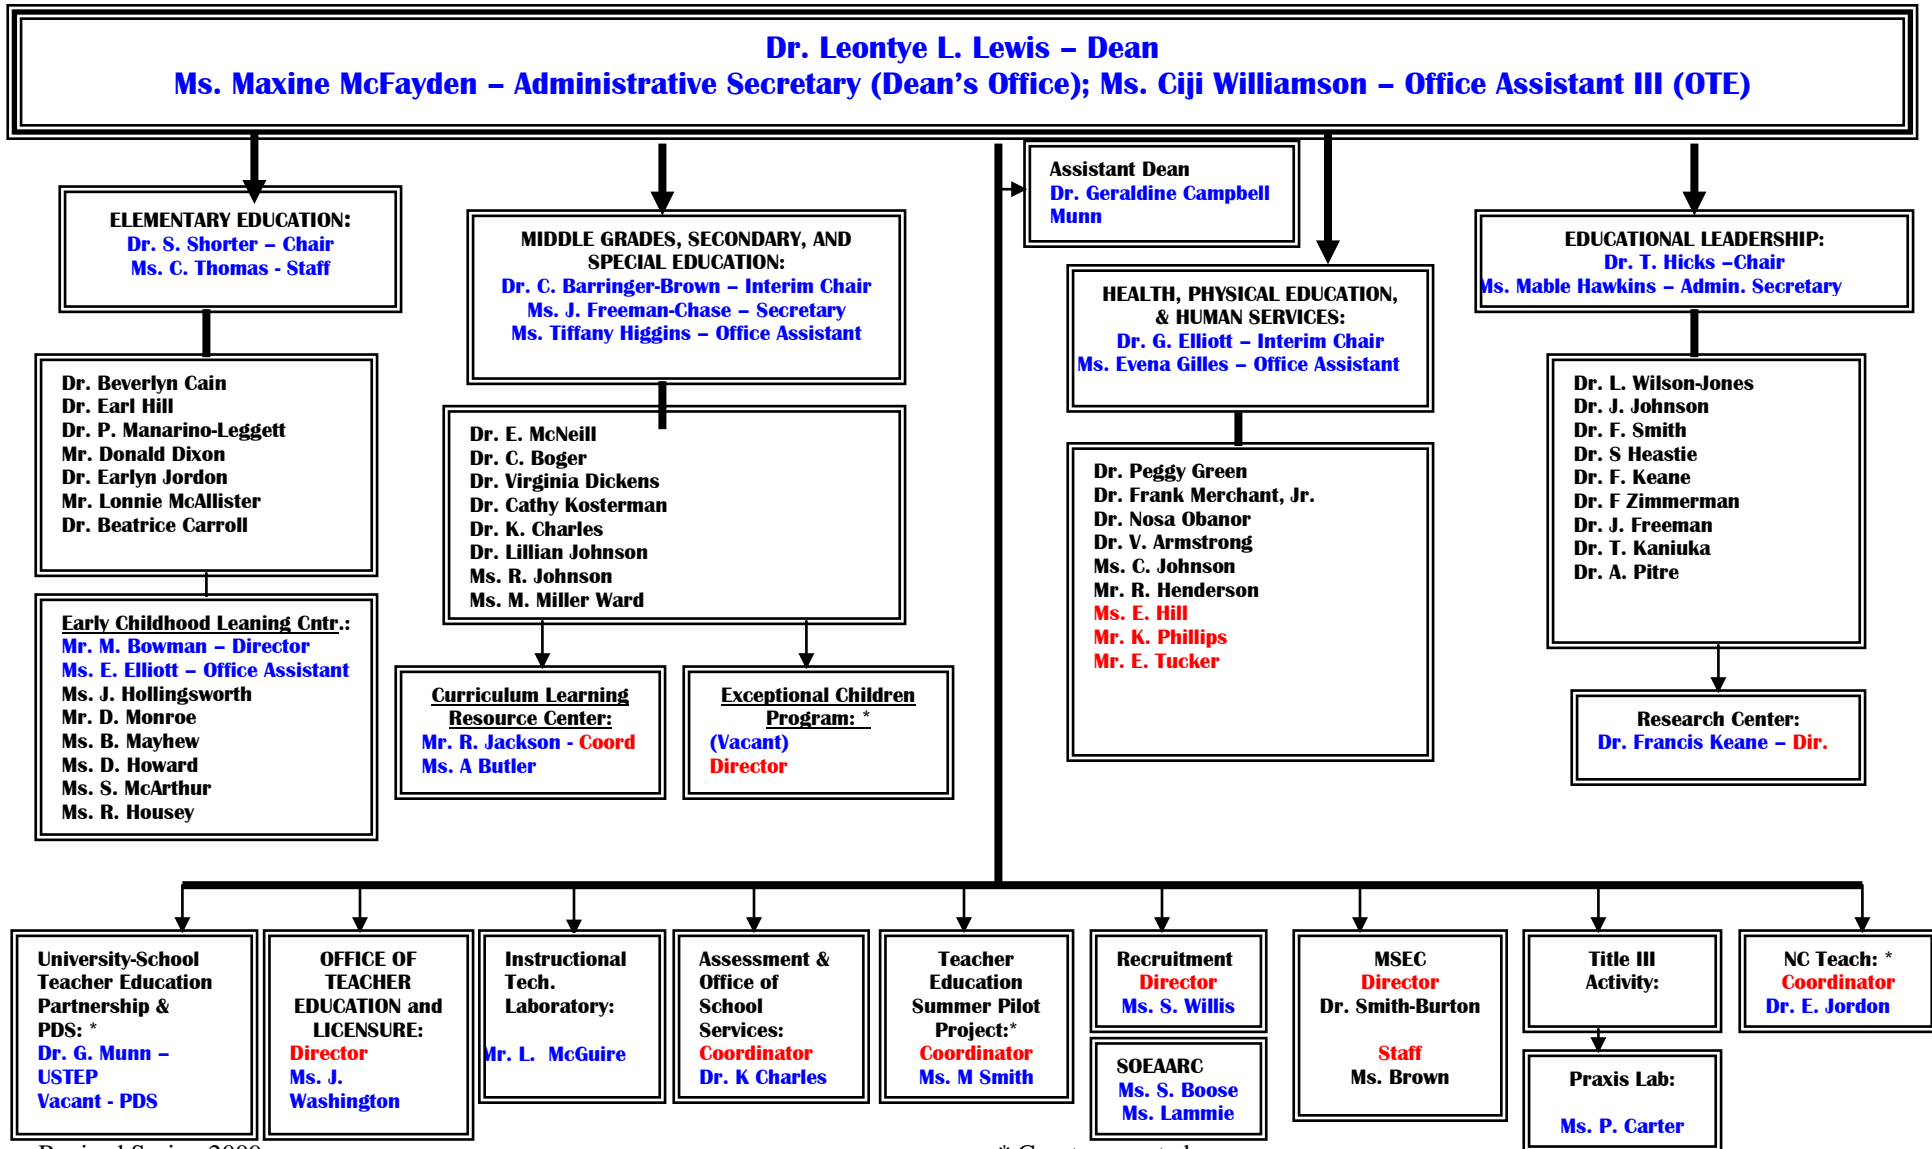 Dr. Leontye L. Lewis – Dean
Ms. Maxine McFayden – Administrative Secretary (Dean's Office); Ms. Ciji Williamson – Office Assistant III (OTE)
Assistant Dean
Dr. Geraldine Campbell
Munn
ELEMENTARY EDUCATION:
Dr. S. Shorter – Chair
Ms. C. Thomas - Staff
Dr. Beverlyn Cain
Dr. Earl Hill
Dr. P. Manarino-Leggett
Mr. Donald Dixon
Dr. Earlyn Jordon
Mr. Lonnie McAllister
Dr. Beatrice Carroll
Early Childhood Leaning Cntr.:
Mr. M. Bowman – Director
Ms. E. Elliott – Office Assistant
Ms. J. Hollingsworth
Mr. D. Monroe
Ms. B. Mayhew
Ms. D. Howard
Ms. S. McArthur
Ms. R. Housey
MIDDLE GRADES, SECONDARY, AND
SPECIAL EDUCATION:
Dr. C. Barringer-Brown – Interim Chair
Ms. J. Freeman-Chase – Secretary
Ms. Tiffany Higgins – Office Assistant
Dr. E. McNeill
Dr. C. Boger
Dr. Virginia Dickens
Dr. Cathy Kosterman
Dr. K. Charles
Dr. Lillian Johnson
Ms. R. Johnson
Ms. M. Miller Ward
Curriculum Learning
Resource Center:
Mr. R. Jackson - Coord
Ms. A Butler
Exceptional Children
Program: *
(Vacant)
Director
HEALTH, PHYSICAL EDUCATION,
& HUMAN SERVICES:
Dr. G. Elliott – Interim Chair
Ms. Evena Gilles – Office Assistant
Dr. Peggy Green
Dr. Frank Merchant, Jr.
Dr. Nosa Obanor
Dr. V. Armstrong
Ms. C. Johnson
Mr. R. Henderson
Ms. E. Hill
Mr. K. Phillips
Mr. E. Tucker
EDUCATIONAL LEADERSHIP:
Dr. T. Hicks –Chair
Ms. Mable Hawkins – Admin. Secretary
Dr. L. Wilson-Jones
Dr. J. Johnson
Dr. F. Smith
Dr. S Heastie
Dr. F. Keane
Dr. F Zimmerman
Dr. J. Freeman
Dr. T. Kaniuka
Dr. A. Pitre
Research Center:
Dr. Francis Keane – Dir.
University-School
Teacher Education
Partnership &
PDS: *
Dr. G. Munn –
USTEP
Vacant - PDS
OFFICE OF
TEACHER
EDUCATION and
LICENSURE:
Director
Ms. J.
Washington
Instructional
Tech.
Laboratory:
Mr. L. McGuire
Assessment &
Office of
School
Services:
Coordinator
Dr. K Charles
Teacher
Education
Summer Pilot
Project:*
Coordinator
Ms. M Smith
Recruitment
Director
Ms. S. Willis
SOEAARC
Ms. S. Boose
Ms. Lammie
MSEC
Director
Dr. Smith-Burton
Staff
Ms. Brown
Title III
Activity:
Praxis Lab:
Ms. P. Carter
NC Teach: *
Coordinator
Dr. E. Jordon